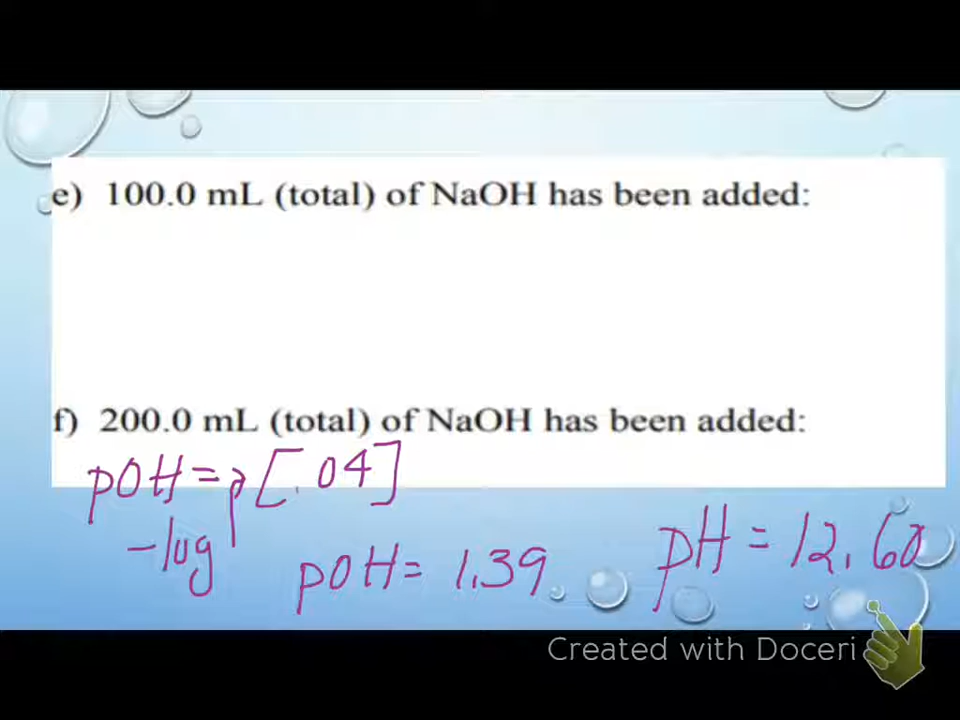 e) 100.0 mL (total) of NaOH has been added:
f) 200.0 mL (total) of NaOH has been added:
pOH = p[.04]
-log
pOH = 1.39
pH = 12.60
Created with Doceri